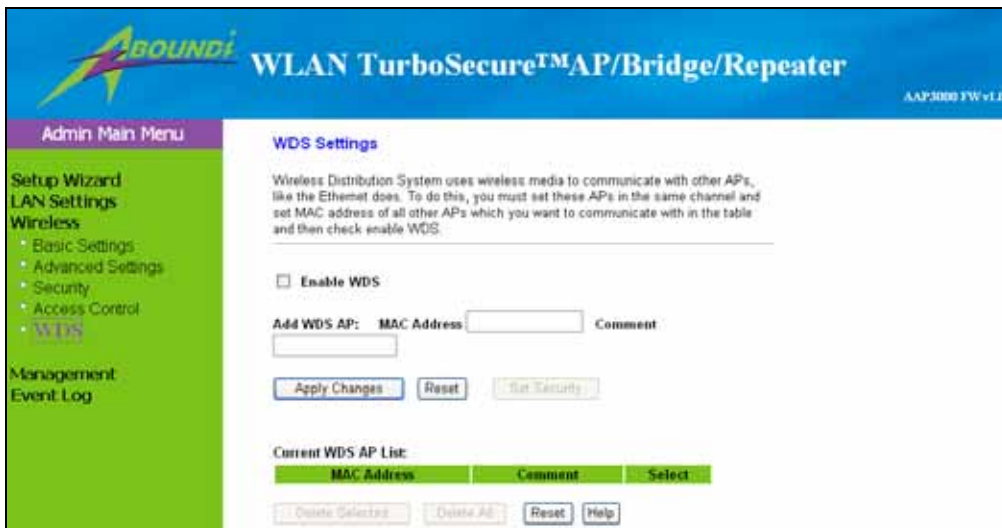 ABOUNDi
WLAN TurboSecure™AP/Bridge/Repeater
AAP3000 FW v1.
Admin Main Menu
Setup Wizard
LAN Settings
Wireless
Basic Settings
Advanced Settings
Security
Access Control
WDS
Management
Event Log
WDS Settings
Wireless Distribution System uses wireless media to communicate with other APs,
like the Ethernet does. To do this, you must set these APs in the same channel and
set MAC address of all other APs which you want to communicate with in the table
and then check enable WDS.
Enable WDS
Add WDS AP: MAC Address Comment
Apply Changes Reset Set Security
Current WDS AP List:
MAC Address Comment Select
Delete Selected Delete All Reset Help